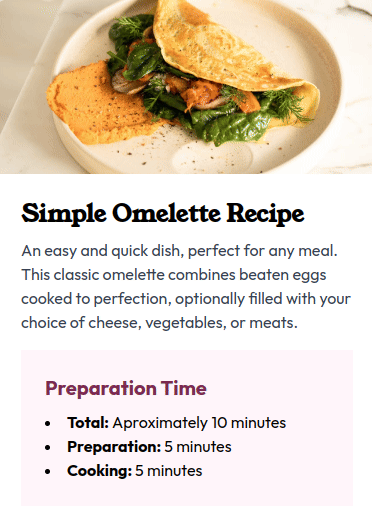 Simple Omelette Recipe
An easy and quick dish, perfect for any meal.
This classic omelette combines beaten eggs
cooked to perfection, optionally filled with your
choice of cheese, vegetables, or meats.
Preparation Time
• Total: Aproximately 10 minutes
• Preparation: 5 minutes
• Cooking: 5 minutes